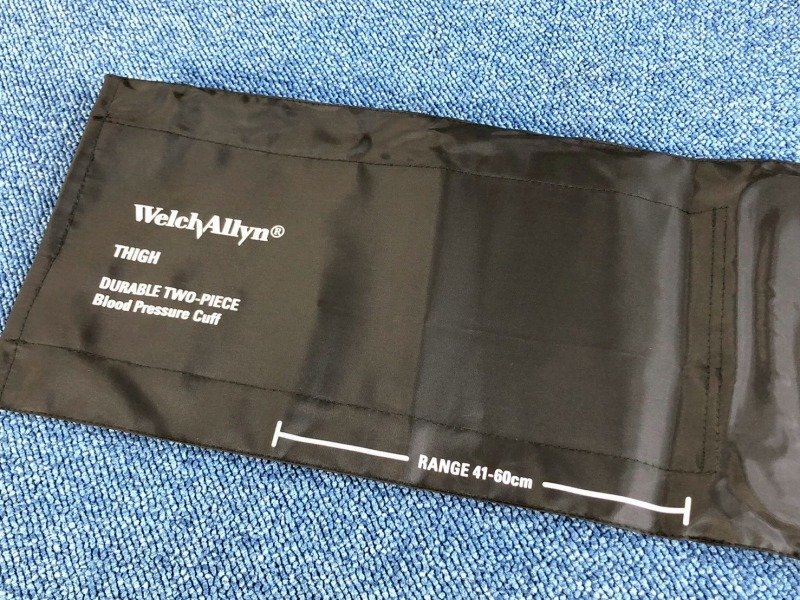 WelchAllyn®
THIGH
DURABLE TWO-PIECE
Blood Pressure Cuff
RANGE 41-60cm